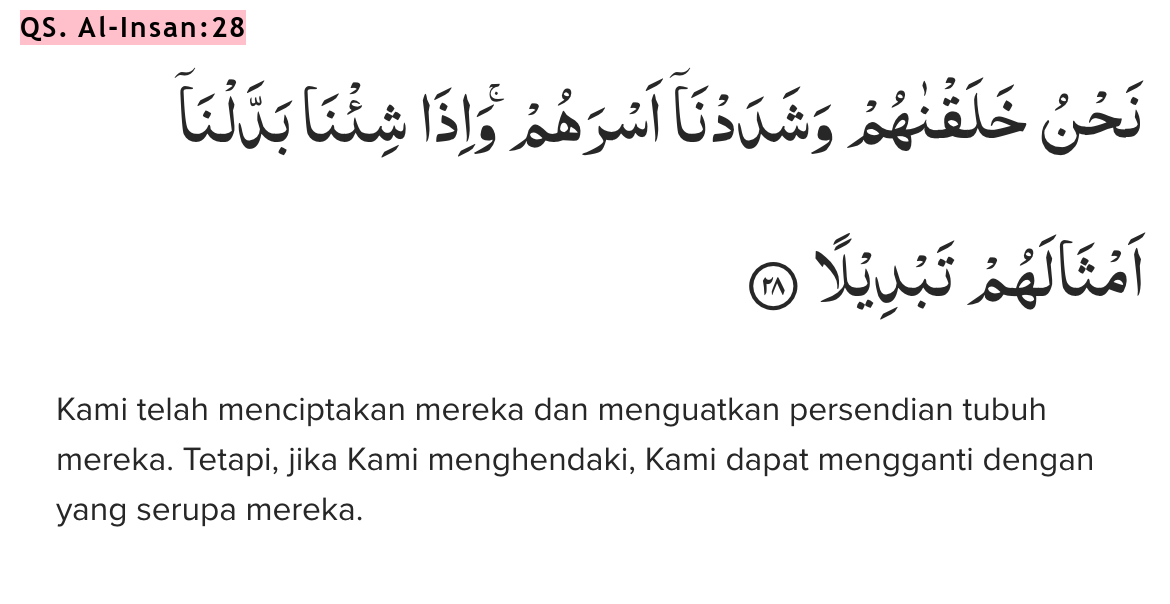 QS. Al-Insan:28
نَحْنُ خَلَقْنٰهُمْ وَشَدَدْنَآ اَسْرَهُمْۚ وَاِذَا شِئْنَا بَدَّلْنَآ
اَمْثَالَهُمْ تَبْدِيْلًا ٢٨
Kami telah menciptakan mereka dan menguatkan persendian tubuh
mereka. Tetapi, jika Kami menghendaki, Kami dapat mengganti dengan
yang serupa mereka.